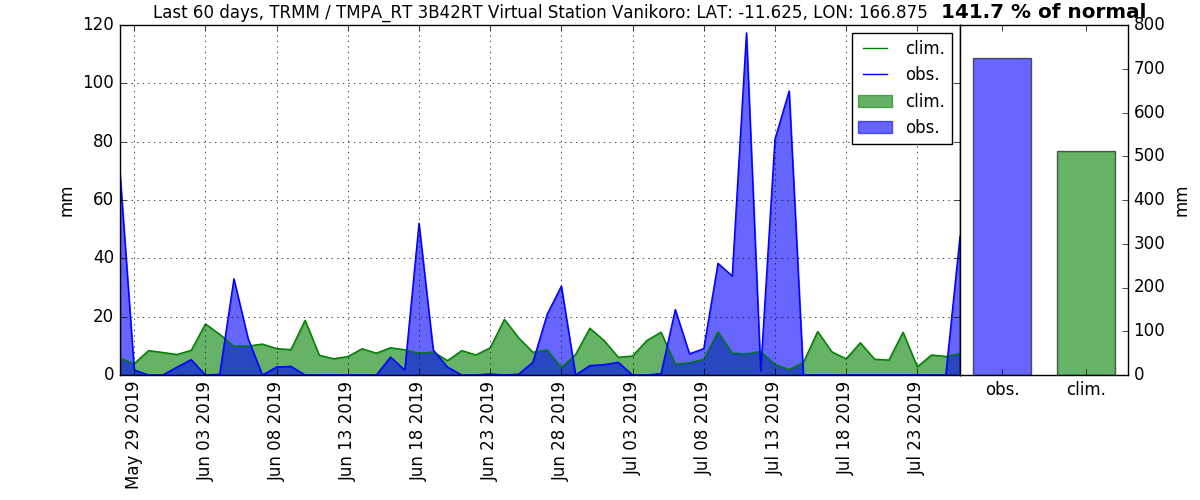 Last 60 days, TRMM / TMPA_RT 3B42RT Virtual Station Vanikoro: LAT: -11.625, LON: 166.875 141.7 % of normal
120
100
80
60
40
20
0
mm
clim.
obs.
clim.
obs.
800
700
600
500
400
300
200
100
0
mm
May 29 2019
Jun 03 2019
Jun 08 2019
Jun 13 2019
Jun 18 2019
Jun 23 2019
Jun 28 2019
Jul 03 2019
Jul 08 2019
Jul 13 2019
Jul 18 2019
Jul 23 2019
obs.
clim.